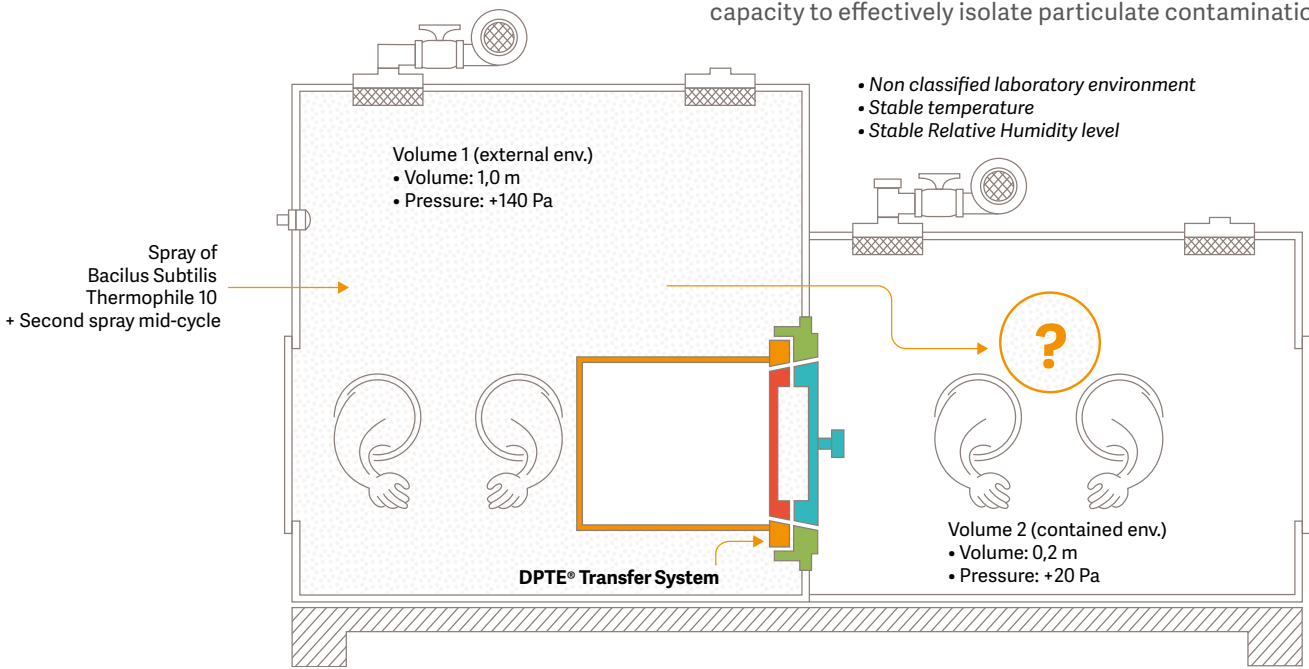 capacity to effectively isolate particulate contaminatio
• Non classified laboratory environment
• Stable temperature
• Stable Relative Humidity level
Volume 1 (external env.)
• Volume: 1,0 m
• Pressure: +140 Pa
Spray of
Bacilus Subtilis
Thermophile 10
+ Second spray mid-cycle
?
DPTE® Transfer System
Volume 2 (contained env.)
• Volume: 0,2 m
• Pressure: +20 Pa